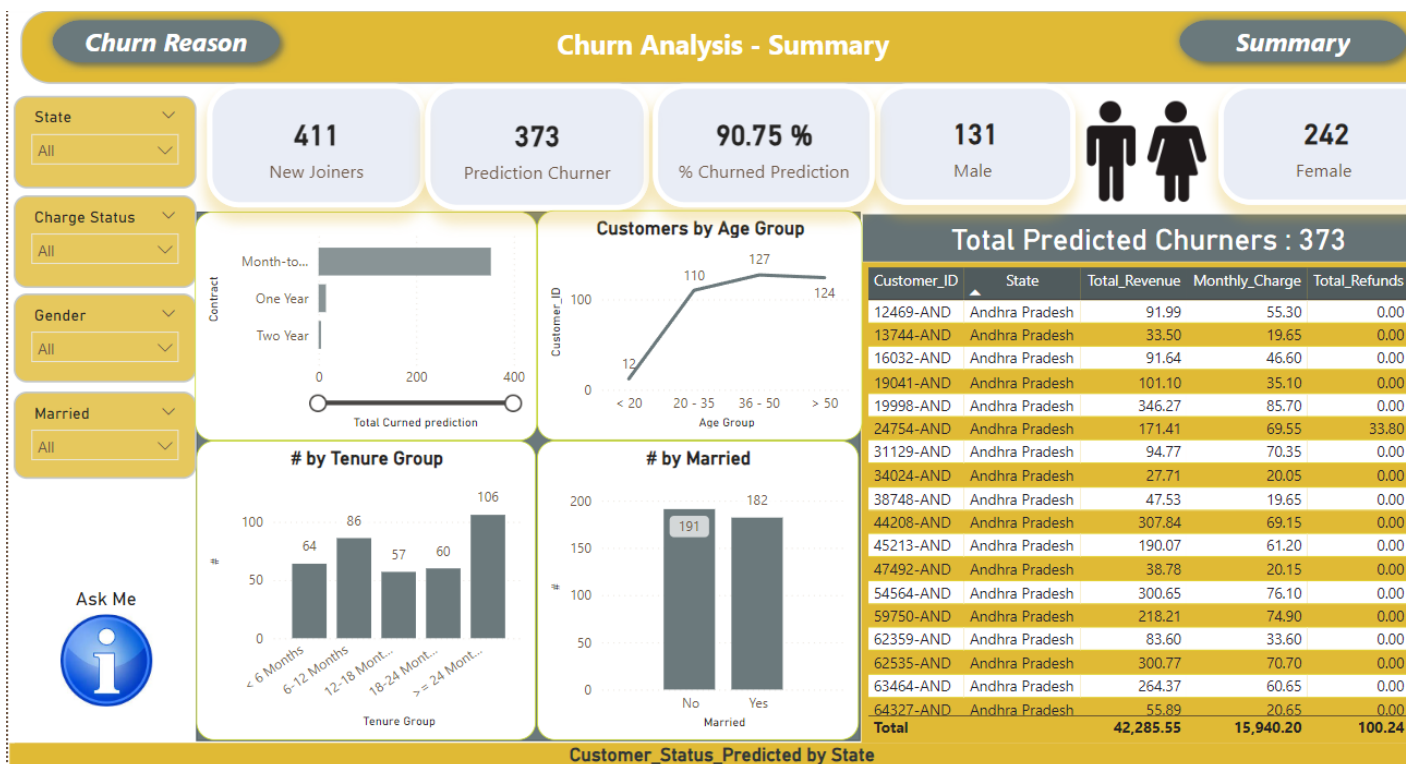 Churn Reason
Churn Analysis - Summary
Summary
State
All
Charge Status
All
Gender
All
Married
All
Ask Me
411
New Joiners
373
Prediction Churner
90.75 %
% Churned Prediction
131
Male
242
Female
Contract
Month-to...
One Year
Two Year
0 200 400
Total Curned prediction
Customers by Age Group
Customer_ID
100
0
12
110
127
124
< 20 20 - 35 36 - 50 > 50
Age Group
# by Tenure Group
#
100
50
0
64
86
57
60
106
< 6 Months
6-12 Months
12-18 Mont...
18-24 Mont...
>= 24 Mont...
Tenure Group
# by Married
#
200
150
100
50
0
191
182
No Yes
Married
Total Predicted Churners : 373
Customer_ID State Total_Revenue Monthly_Charge Total_Refunds
12469-AND Andhra Pradesh 91.99 55.30 0.00
13744-AND Andhra Pradesh 33.50 19.65 0.00
16032-AND Andhra Pradesh 91.64 46.60 0.00
19041-AND Andhra Pradesh 101.10 35.10 0.00
19998-AND Andhra Pradesh 346.27 85.70 0.00
24754-AND Andhra Pradesh 171.41 69.55 33.80
31129-AND Andhra Pradesh 94.77 70.35 0.00
34024-AND Andhra Pradesh 27.71 20.05 0.00
38748-AND Andhra Pradesh 47.53 19.65 0.00
44208-AND Andhra Pradesh 307.84 69.15 0.00
45213-AND Andhra Pradesh 190.07 61.20 0.00
47492-AND Andhra Pradesh 38.78 20.15 0.00
54564-AND Andhra Pradesh 300.65 76.10 0.00
59750-AND Andhra Pradesh 218.21 74.90 0.00
62359-AND Andhra Pradesh 83.60 33.60 0.00
62535-AND Andhra Pradesh 300.77 70.70 0.00
63464-AND Andhra Pradesh 264.37 60.65 0.00
64327-AND Andhra Pradesh 55.89 20.65 0.00
Total 42,285.55 15,940.20 100.24
Customer_Status_Predicted by State